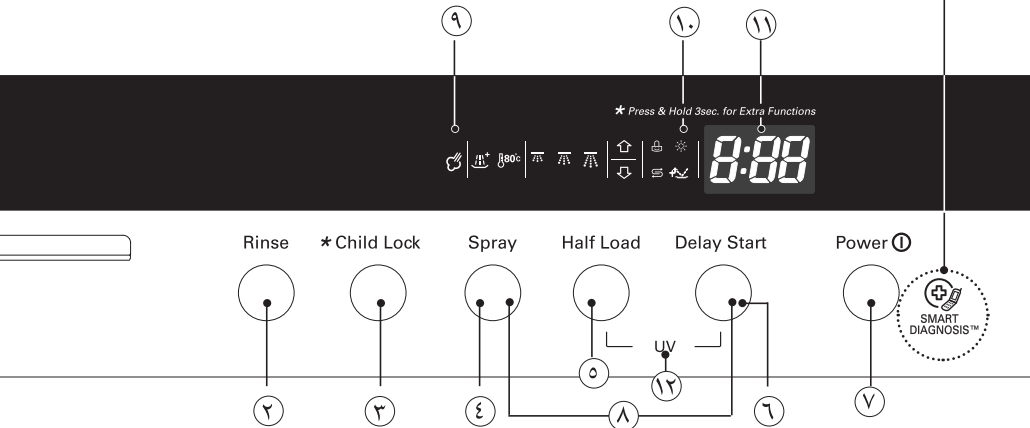 ٩ ١٠ ١١
* Press & Hold 3sec. for Extra Functions
80°c 8:88
Rinse * Child Lock Spray Half Load Delay Start Power
SMART
DIAGNOSIS™
UV
٥ ١٢
٢ ٣ ٤ ٨ ٦ ٧